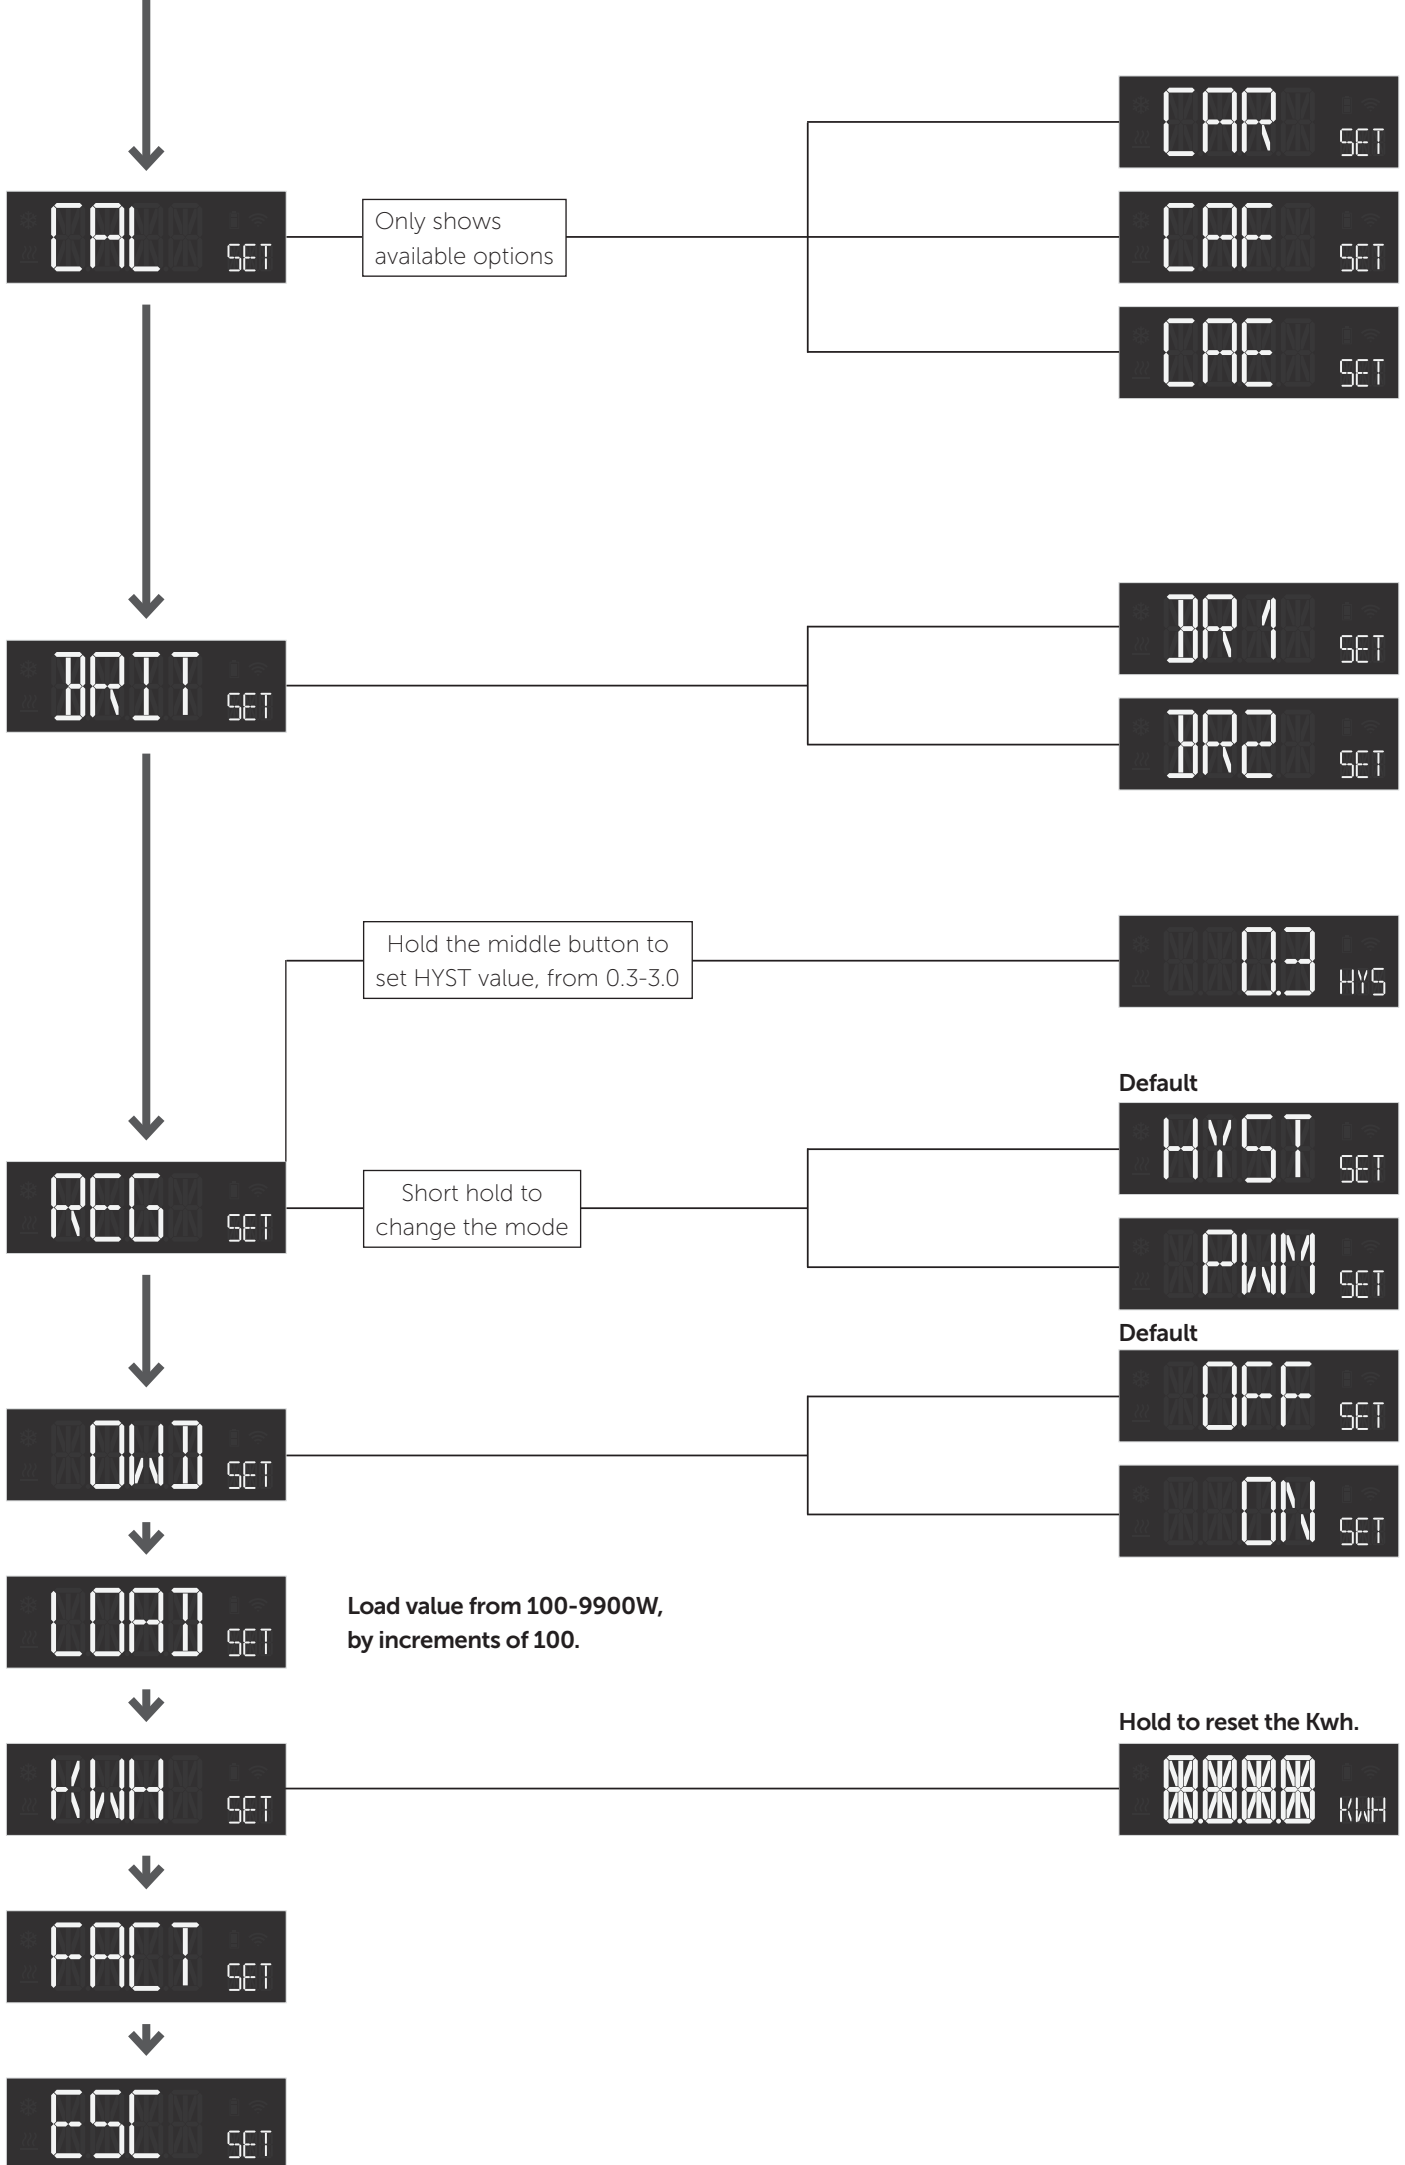 CAR SET
CAL SET
Only shows
available options
CAF SET
CAE SET
BR1 SET
BRIT SET
BR2 SET
Hold the middle button to
set HYST value, from 0.3-3.0
0.3 HYS
Default
HYST SET
REG SET
Short hold to
change the mode
PWM SET
Default
OFF SET
OWD SET
ON SET
LOAD SET
Load value from 100-9900W,
by increments of 100.
Hold to reset the Kwh.
KWH SET
KWH
FACT SET
ESC SET